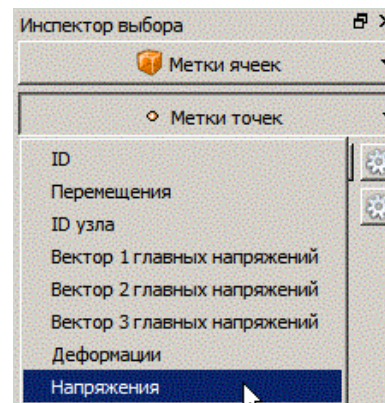 Инспектор выбора
Метки ячеек
Метки точек
ID
Перемещения
ID узла
Вектор 1 главных напряжений
Вектор 2 главных напряжений
Вектор 3 главных напряжений
Деформации
Напряжения